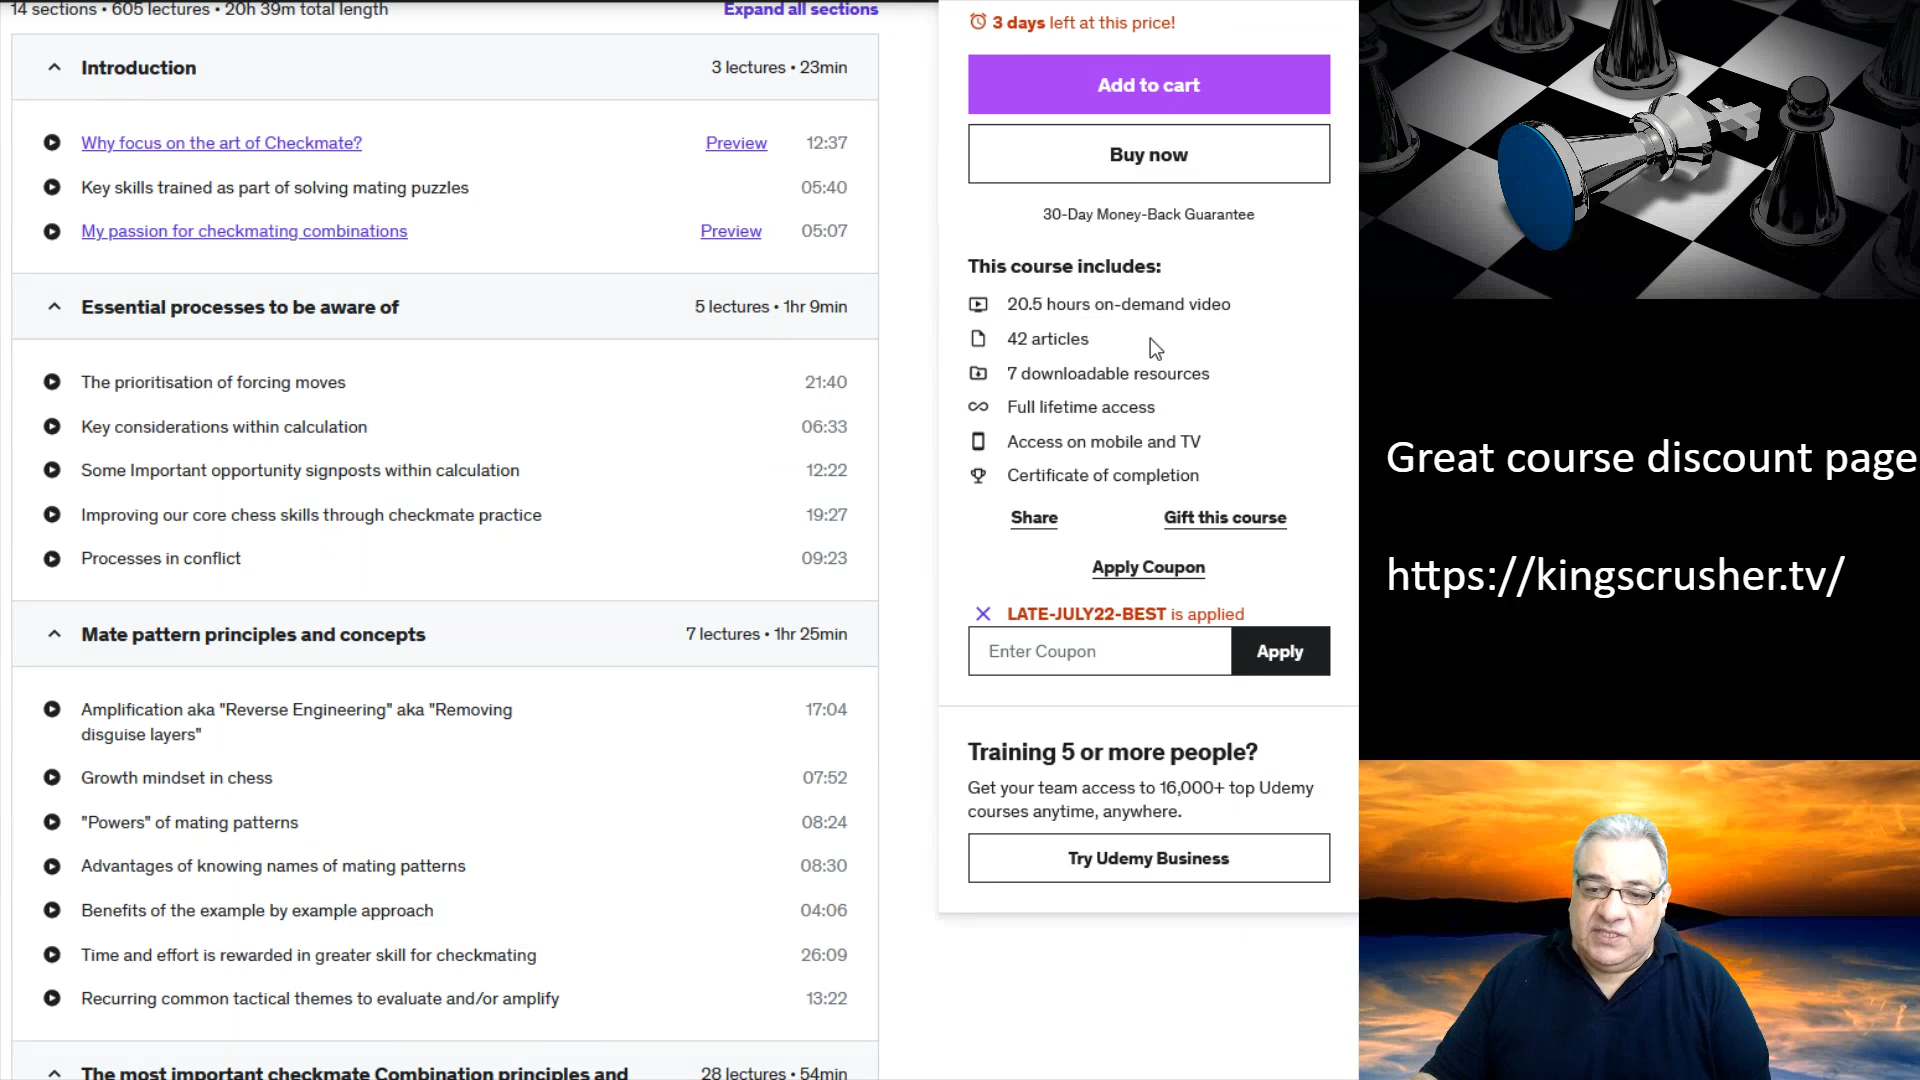 14 sections • 605 lectures • 20h 39m total length
Expand all sections
Introduction
3 lectures • 23min
Why focus on the art of Checkmate?
Preview
12:37
Key skills trained as part of solving mating puzzles
05:40
My passion for checkmating combinations
Preview
05:07
Essential processes to be aware of
5 lectures • 1hr 9min
The prioritisation of forcing moves
21:40
Key considerations within calculation
06:33
Some Important opportunity signposts within calculation
12:22
Improving our core chess skills through checkmate practice
19:27
Processes in conflict
09:23
Mate pattern principles and concepts
7 lectures • 1hr 25min
Amplification aka "Reverse Engineering" aka "Removing
disguise layers"
17:04
Growth mindset in chess
07:52
"Powers" of mating patterns
08:24
Advantages of knowing names of mating patterns
08:30
Benefits of the example by example approach
04:06
Time and effort is rewarded in greater skill for checkmating
26:09
Recurring common tactical themes to evaluate and/or amplify
13:22
The most important checkmate Combination principles and
28 lectures • 54min
3 days left at this price!
Add to cart
Buy now
30-Day Money-Back Guarantee
This course includes:
20.5 hours on-demand video
42 articles
7 downloadable resources
Full lifetime access
Access on mobile and TV
Certificate of completion
Share
Gift this course
Apply Coupon
LATE-JULY22-BEST is applied
Enter Coupon
Apply
Training 5 or more people?
Get your team access to 16,000+ top Udemy
courses anytime, anywhere.
Try Udemy Business
Great course discount page
https://kingscrusher.tv/